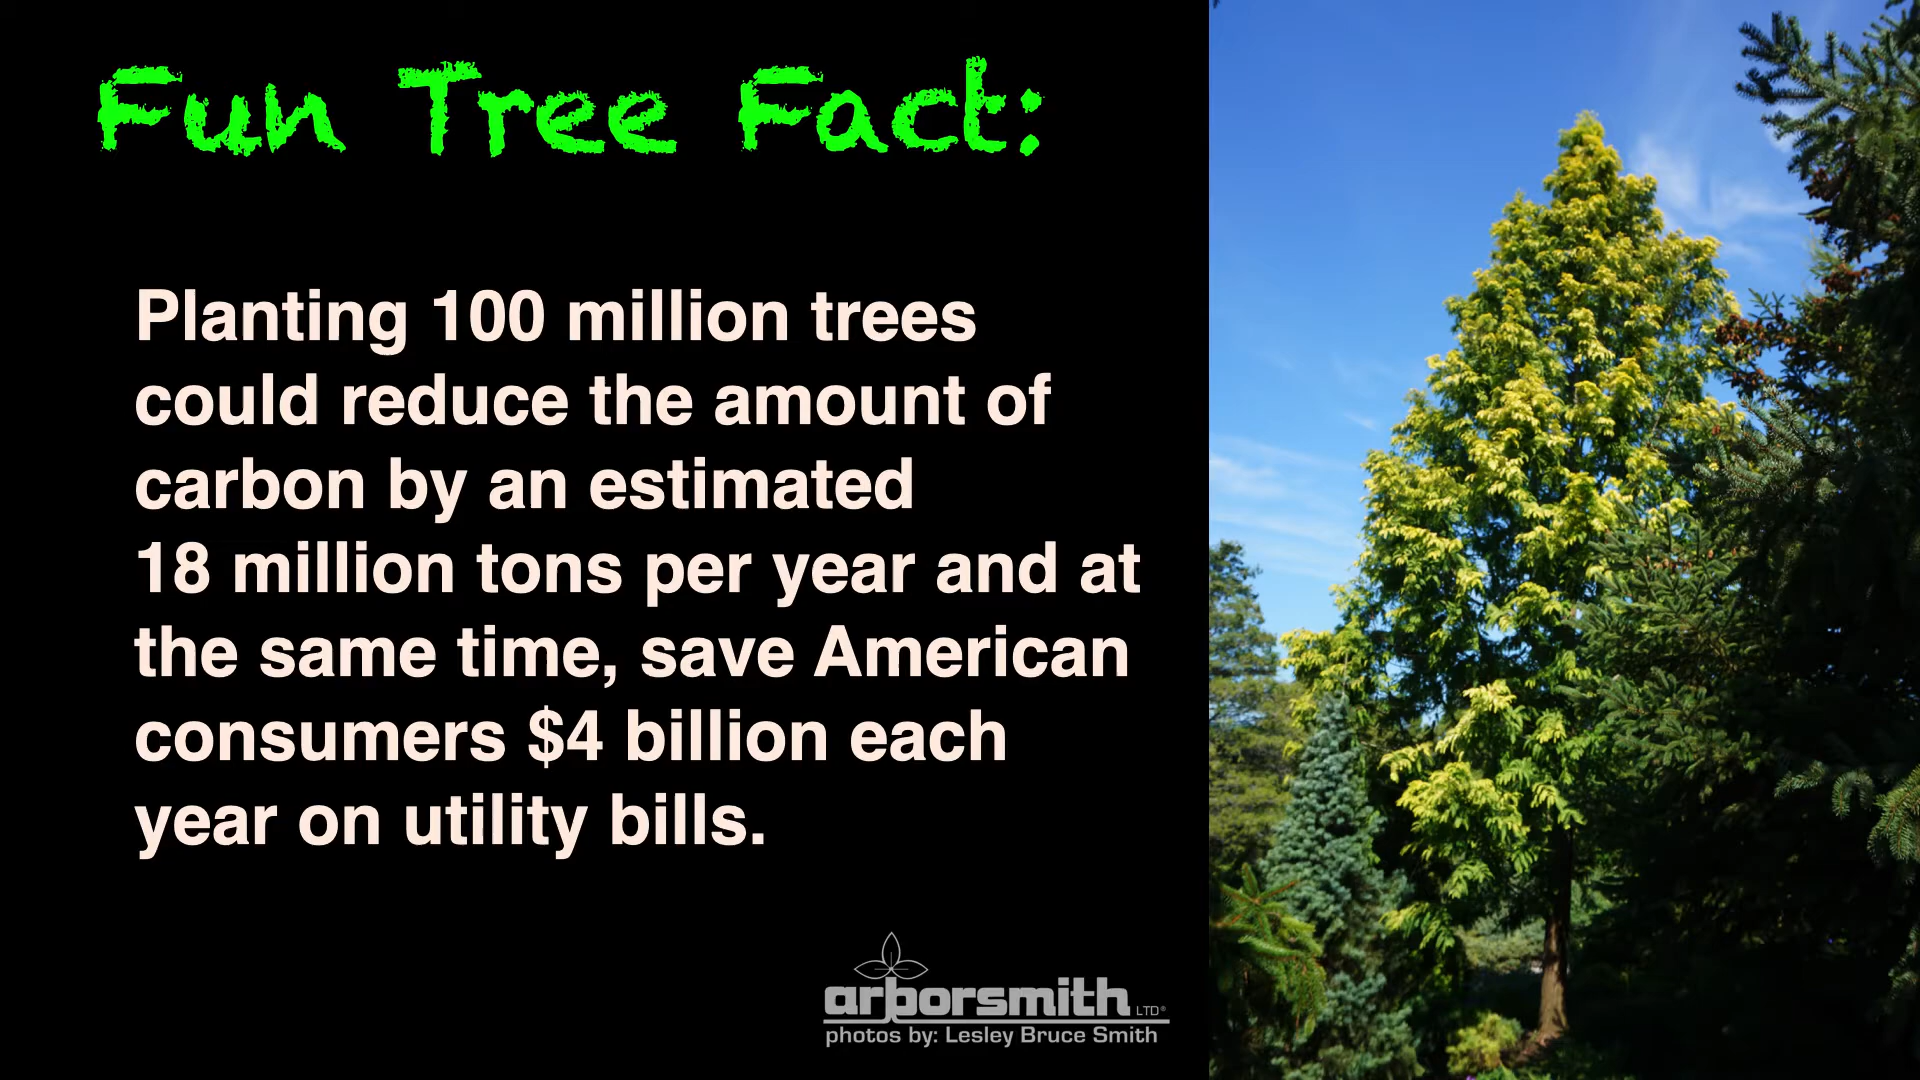 Fun Tree Fact:
Planting 100 million trees
could reduce the amount of
carbon by an estimated
18 million tons per year and at
the same time, save American
consumers $4 billion each
year on utility bills.
arborsmith LTD®
photos by: Lesley Bruce Smith